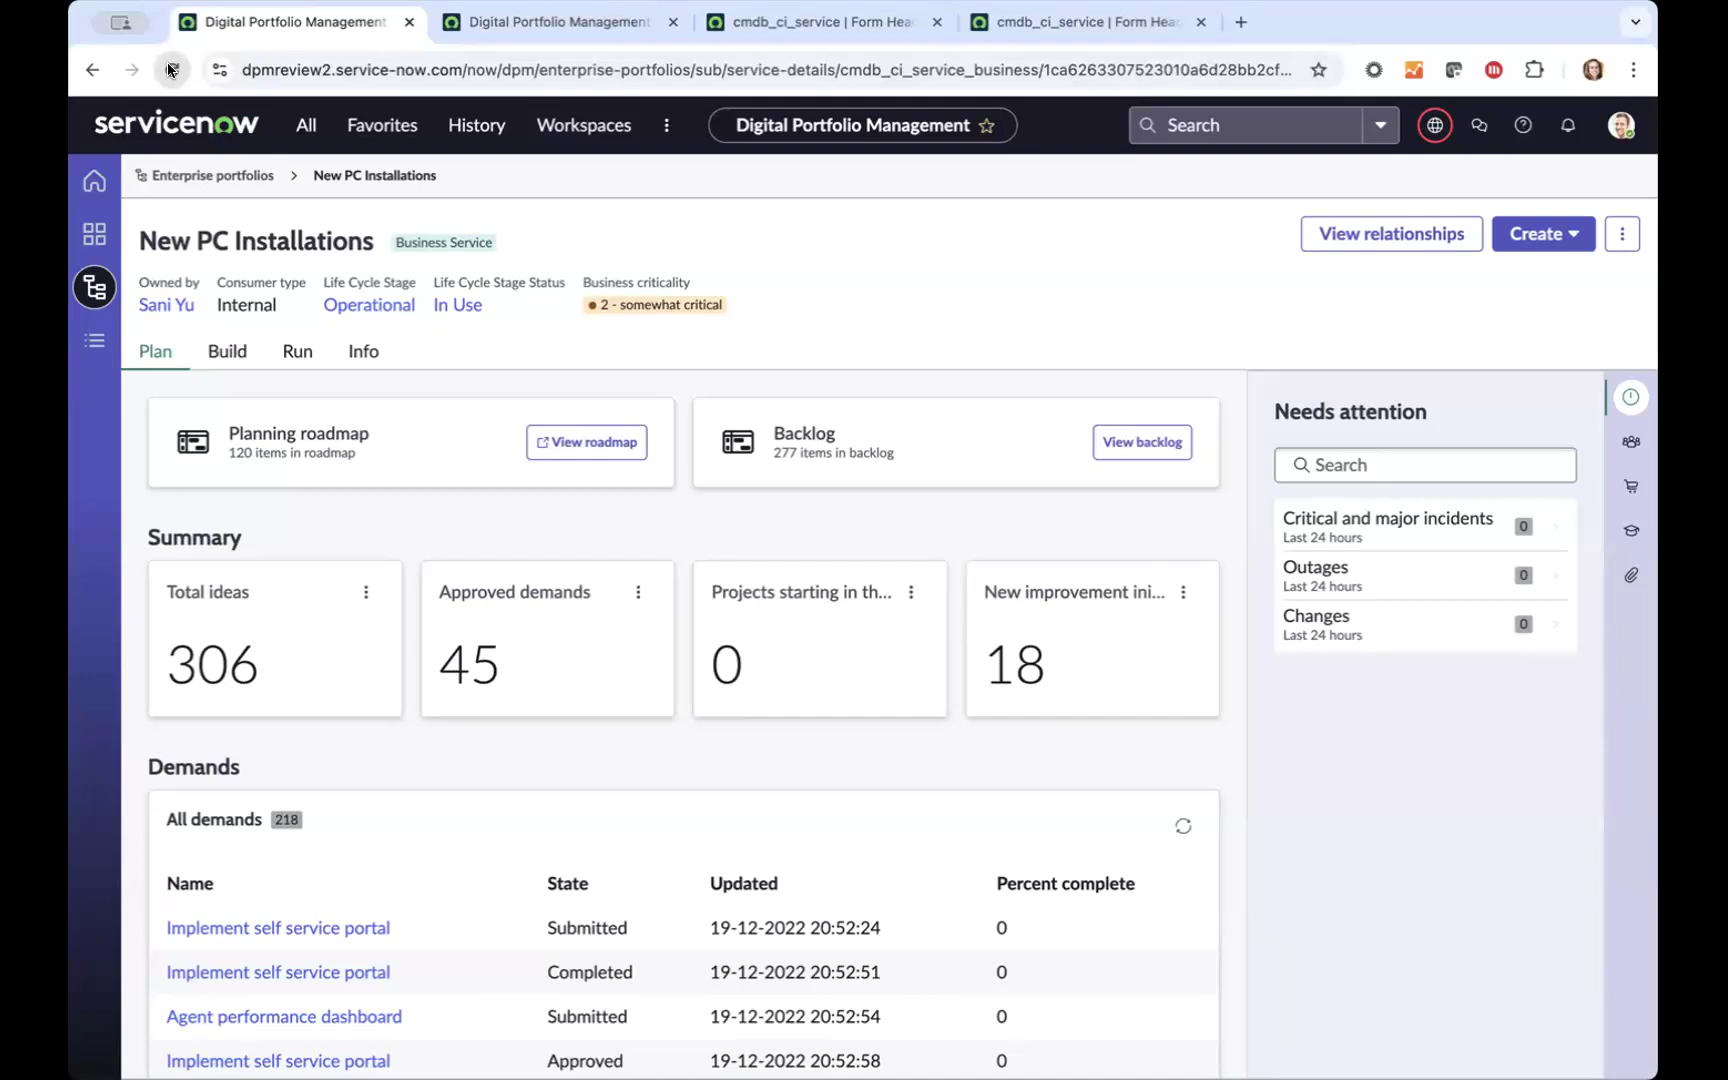 Digital Portfolio Management
Digital Portfolio Management
cmdb_ci_service | Form Hea
cmdb_ci_service | Form Hea
dpmreview2.service-now.com/now/dpm/enterprise-portfolios/sub/service-details/cmdb_ci_service_business/1ca6263307523010a6d28bb2cf...
servicenow
All
Favorites
History
Workspaces
Digital Portfolio Management
Search
Enterprise portfolios > New PC Installations
New PC Installations
Business Service
View relationships
Create
Owned by
Consumer type
Life Cycle Stage
Life Cycle Stage Status
Business criticality
Sani Yu
Internal
Operational
In Use
2 - somewhat critical
Plan
Build
Run
Info
Planning roadmap
120 items in roadmap
View roadmap
Backlog
277 items in backlog
View backlog
Needs attention
Search
Critical and major incidents
Last 24 hours
0
Outages
Last 24 hours
0
Changes
Last 24 hours
0
Summary
Total ideas
306
Approved demands
45
Projects starting in th...
0
New improvement ini...
18
Demands
All demands 218
Name State Updated Percent complete
Implement self service portal Submitted 19-12-2022 20:52:24 0
Implement self service portal Completed 19-12-2022 20:52:51 0
Agent performance dashboard Submitted 19-12-2022 20:52:54 0
Implement self service portal Approved 19-12-2022 20:52:58 0